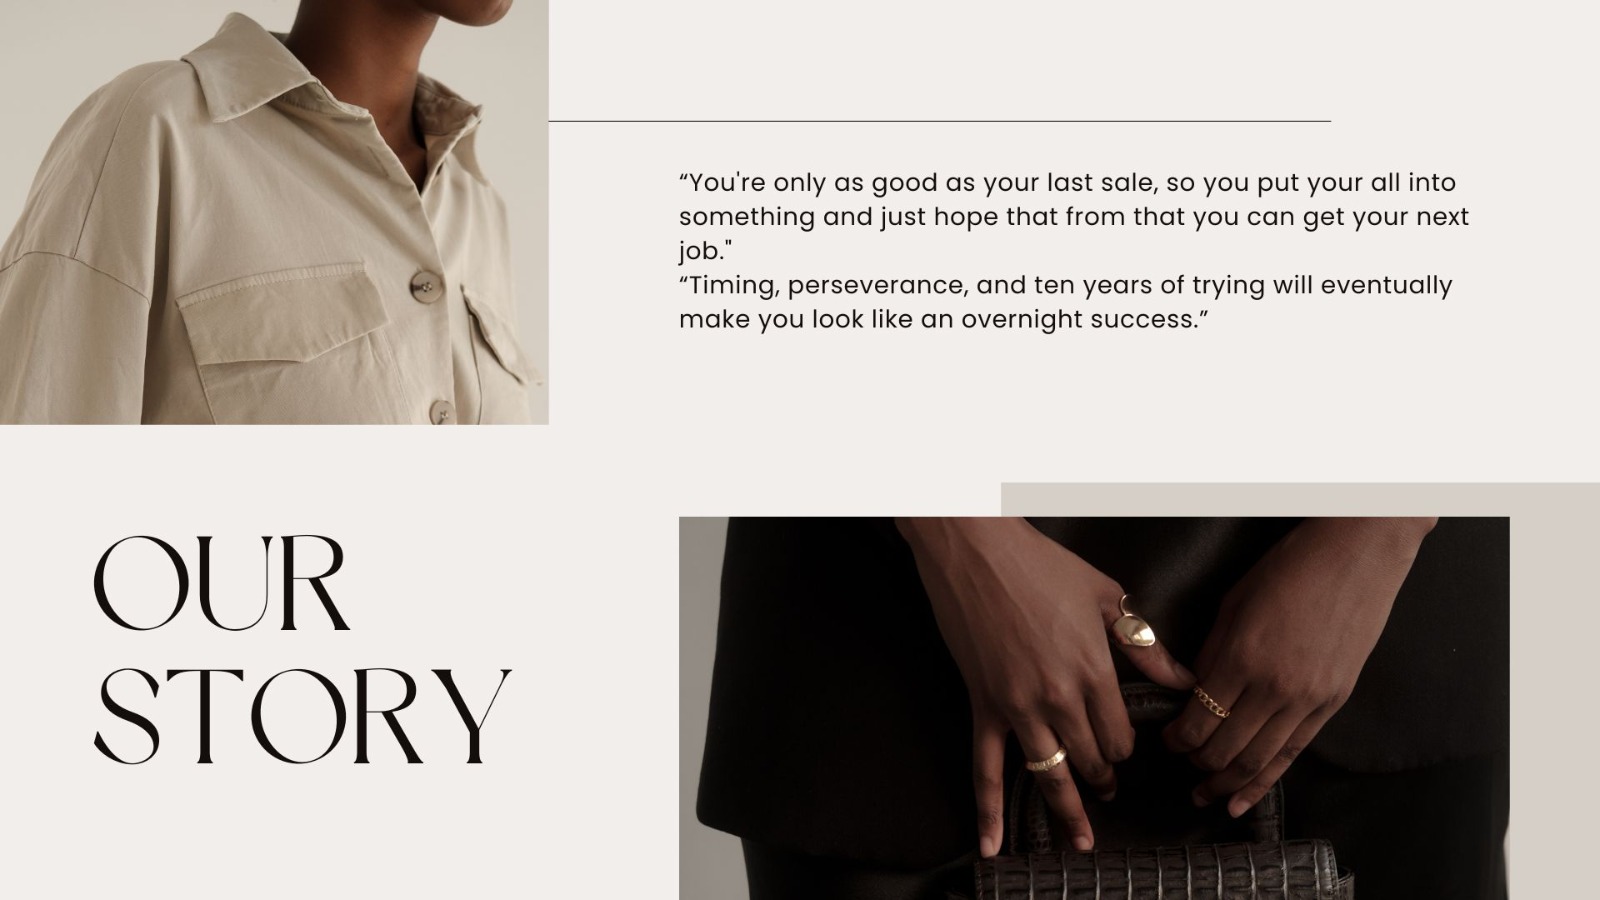 “You're only as good as your last sale, so you put your all into
something and just hope that from that you can get your next
job."
“Timing, perseverance, and ten years of trying will eventually
make you look like an overnight success.”
OUR
STORY